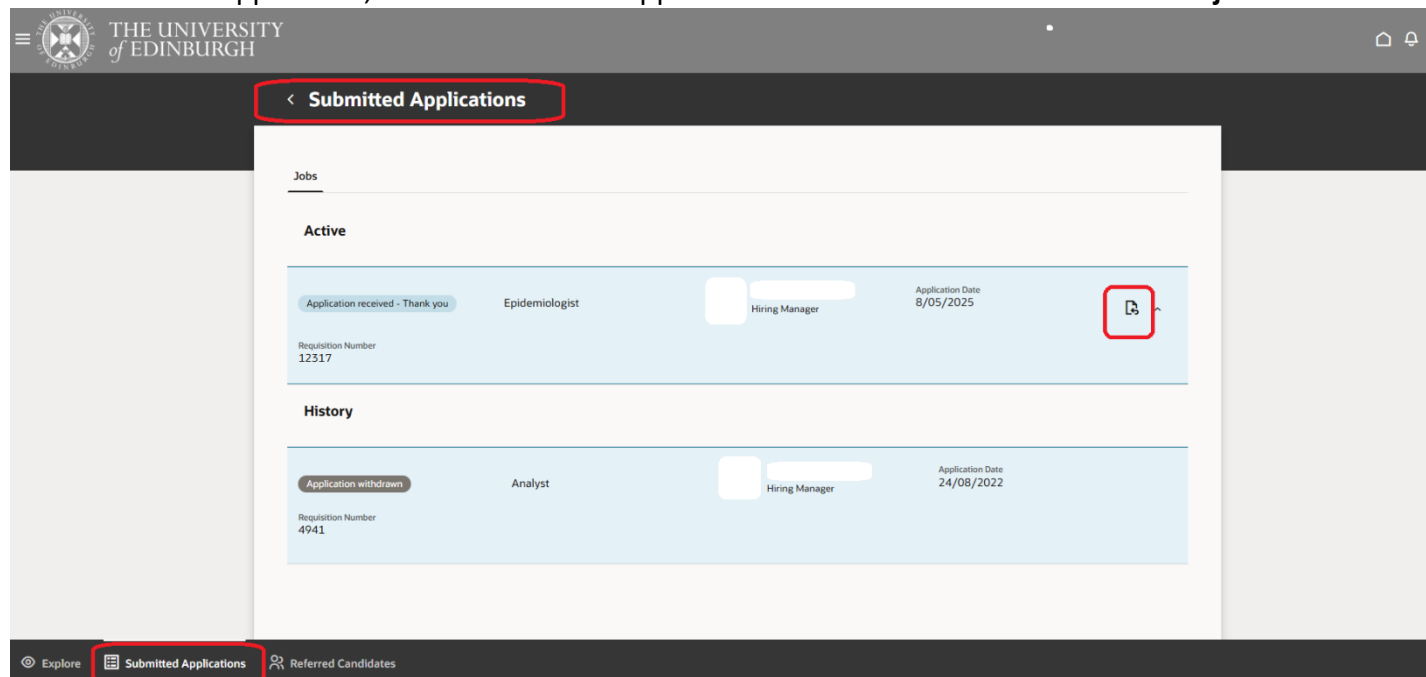 THE UNIVERSITY
of EDINBURGH
Submitted Applications
Jobs
Active
Application received - Thank you
Epidemiologist
Hiring Manager
Application Date
8/05/2025
Requisition Number
12317
History
Application withdrawn
Analyst
Hiring Manager
Application Date
24/08/2022
Requisition Number
4941
Explore
Submitted Applications
Referred Candidates